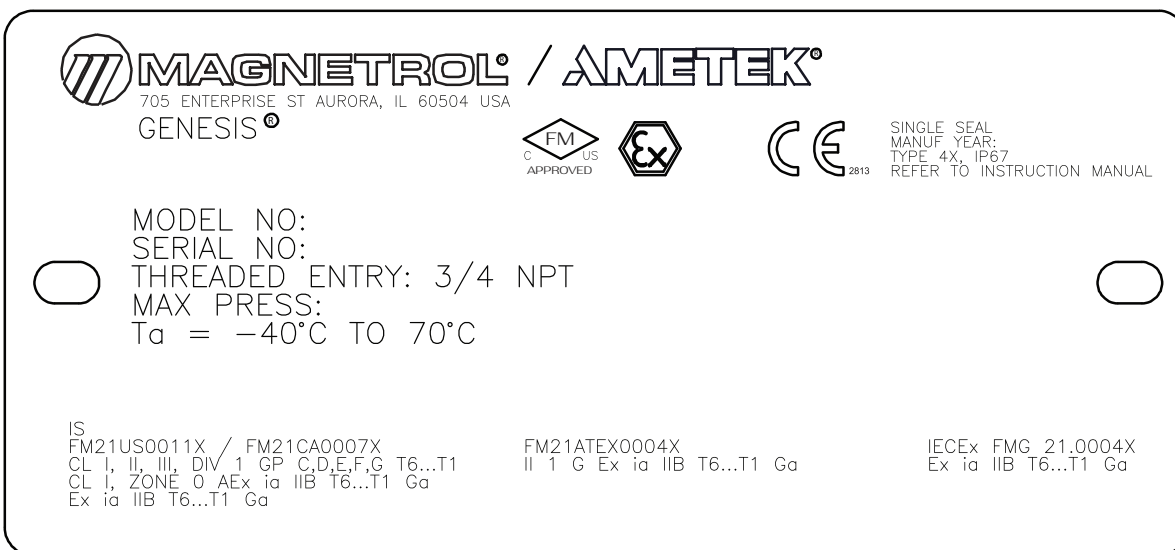 MAGNETROL® / AMETEK®
705 ENTERPRISE ST AURORA, IL 60504 USA
GENESIS®
FM
C US
APPROVED
Ex
CE 2813
SINGLE SEAL
MANUF YEAR:
TYPE 4X, IP67
REFER TO INSTRUCTION MANUAL
MODEL NO:
SERIAL NO:
THREADED ENTRY: 3/4 NPT
MAX PRESS:
Ta = -40°C TO 70°C
IS
FM21US0011X / FM21CA0007X
CL I, II, III, DIV 1 GP C,D,E,F,G T6...T1
CL I, ZONE 0 AEx ia IIB T6...T1 Ga
Ex ia IIB T6...T1 Ga
FM21ATEX0004X
II 1 G Ex ia IIB T6...T1 Ga
IECEx FMG 21.0004X
Ex ia IIB T6...T1 Ga